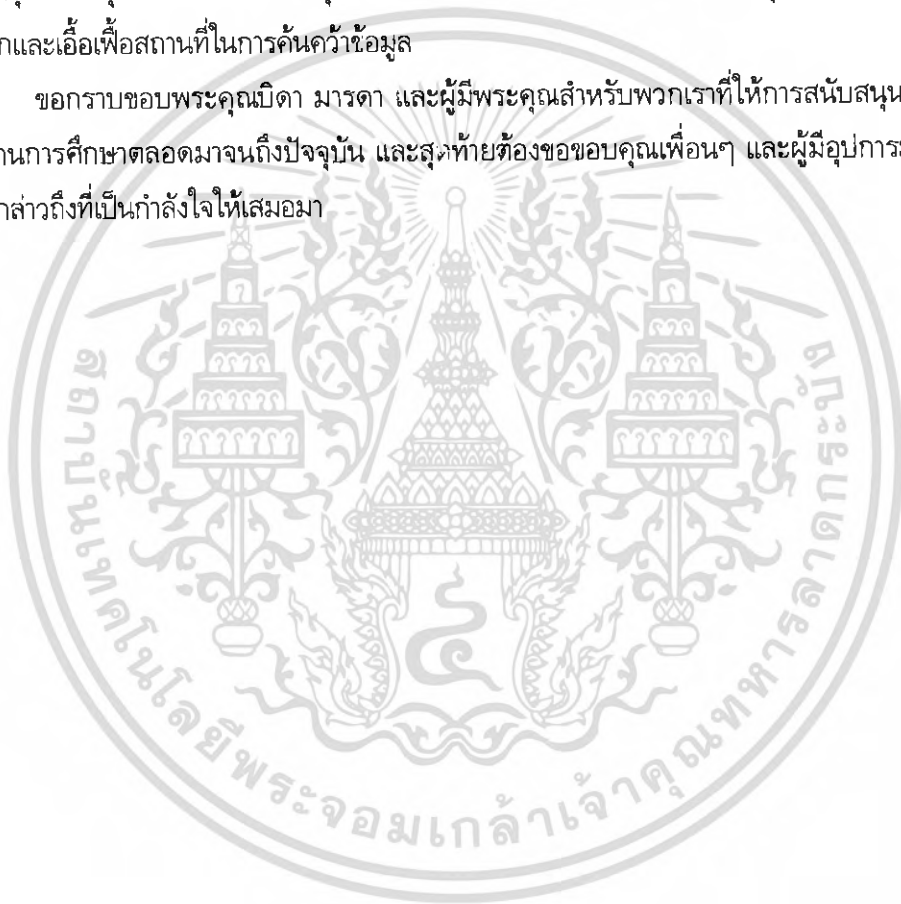 กและเอื้อเฟื้อสถานที่ในการค้นคว้าข้อมูล
ขอกราบขอบพระคุณบิดา มารดา และผู้มีพระคุณสำหรับพวกเราที่ให้การสนับสนุน
านการศึกษาตลอดมาจนถึงปัจจุบัน และสุดท้ายต้องขอขอบคุณเพื่อนๆ และผู้มีอุปการะ
กล่าวถึงที่เป็นกำลังใจให้เสมอมา
สถาบันเทคโนโลยีพระจอมเกล้าเจ้าคุณทหารลาดกระบัง
๔